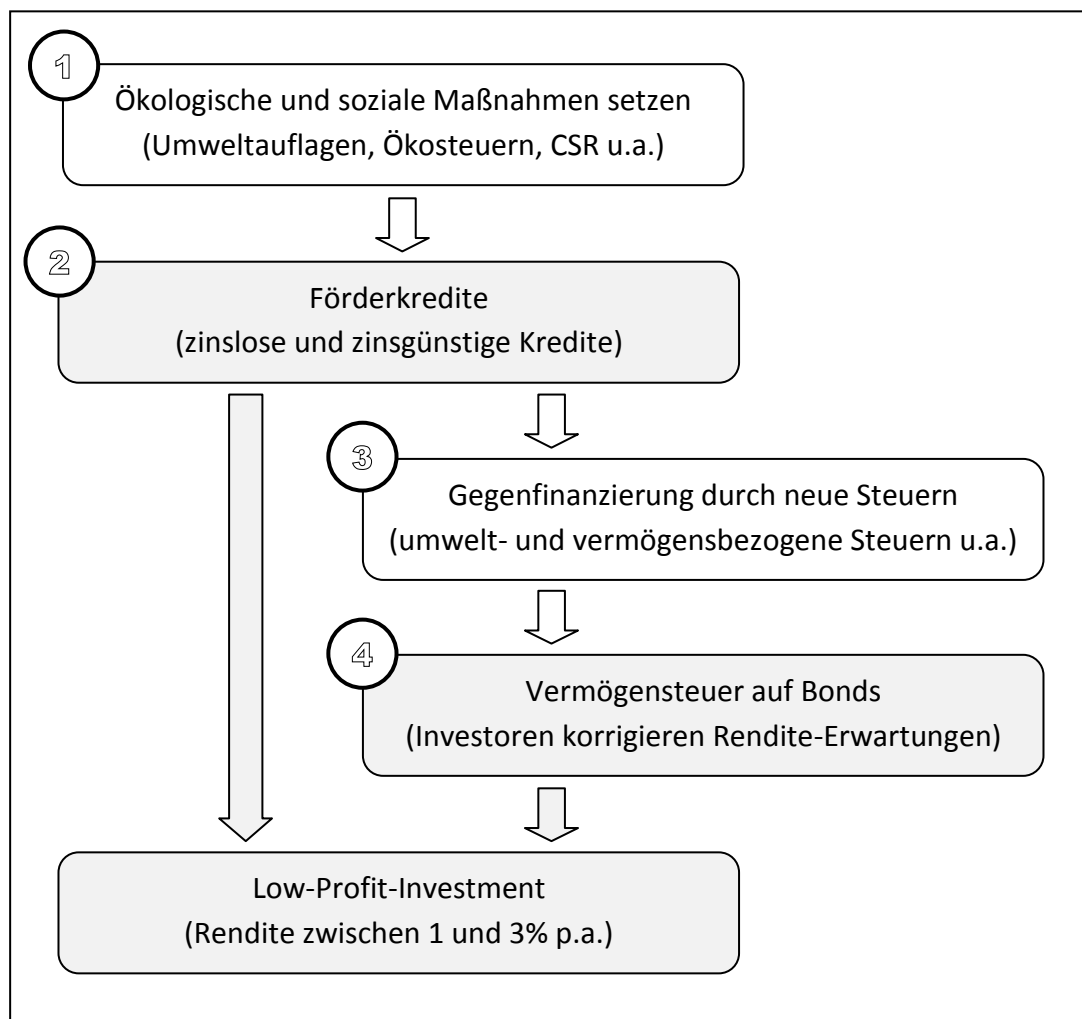 1
Ökologische und soziale Maßnahmen setzen
(Umweltauflagen, Ökosteuern, CSR u.a.)
2
Förderkredite
(zinslose und zinsgünstige Kredite)
3
Gegenfinanzierung durch neue Steuern
(umwelt- und vermögensbezogene Steuern u.a.)
4
Vermögensteuer auf Bonds
(Investoren korrigieren Rendite-Erwartungen)
Low-Profit-Investment
(Rendite zwischen 1 und 3% p.a.)